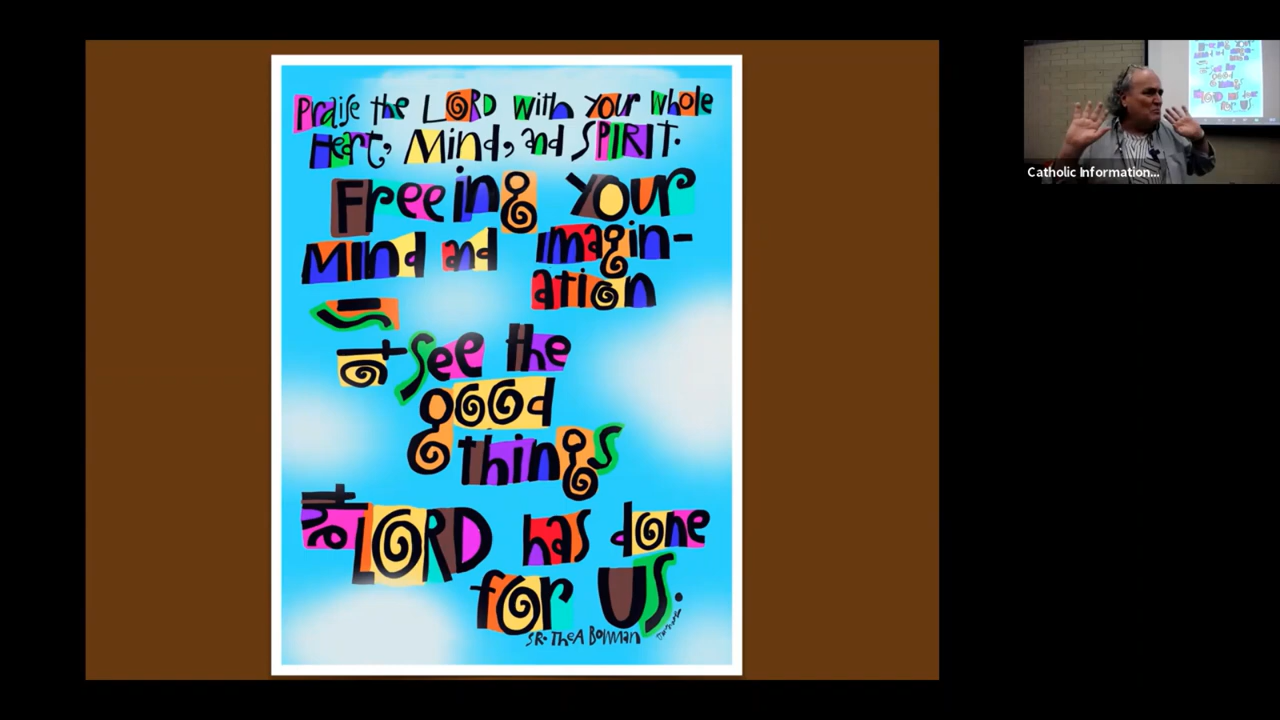 Praise the LORD with your whole
Heart, Mind, and SPIRIT.
Freeing your
Mind and imagin-
ation
to see the
good
things
the LORD has done
for US.
SR. TheA Bowman
Catholic Information...